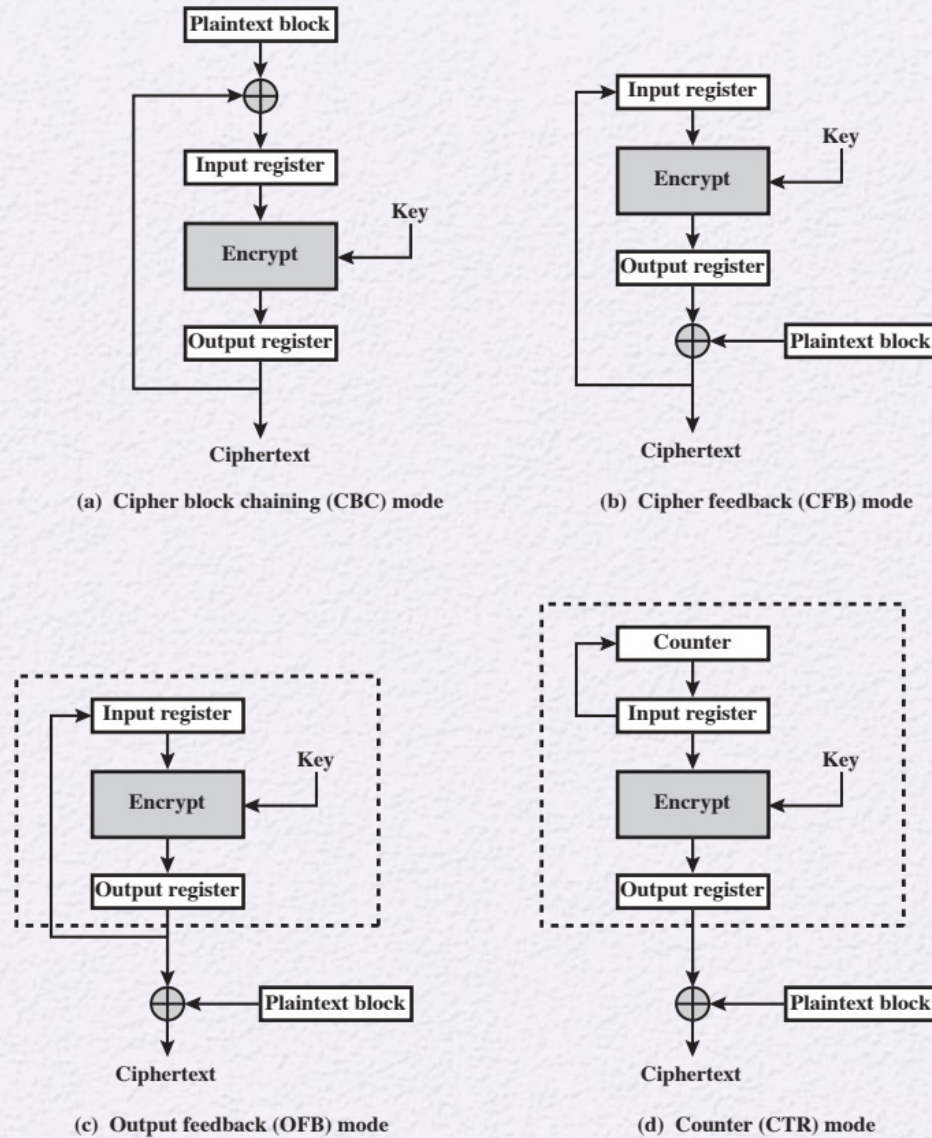 Plaintext block
Input register
Key
Encrypt
Output register
Ciphertext
(a) Cipher block chaining (CBC) mode
Input register
Key
Encrypt
Output register
Plaintext block
Ciphertext
(b) Cipher feedback (CFB) mode
Input register
Key
Encrypt
Output register
Plaintext block
Ciphertext
(c) Output feedback (OFB) mode
Counter
Input register
Key
Encrypt
Output register
Plaintext block
Ciphertext
(d) Counter (CTR) mode